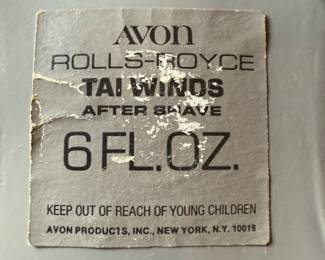 AVON
ROLLS-ROYCE
TAI WINDS
AFTER SHAVE
6 FL. OZ.
KEEP OUT OF REACH OF YOUNG CHILDREN
AVON PRODUCTS, INC., NEW YORK, N.Y. 10019